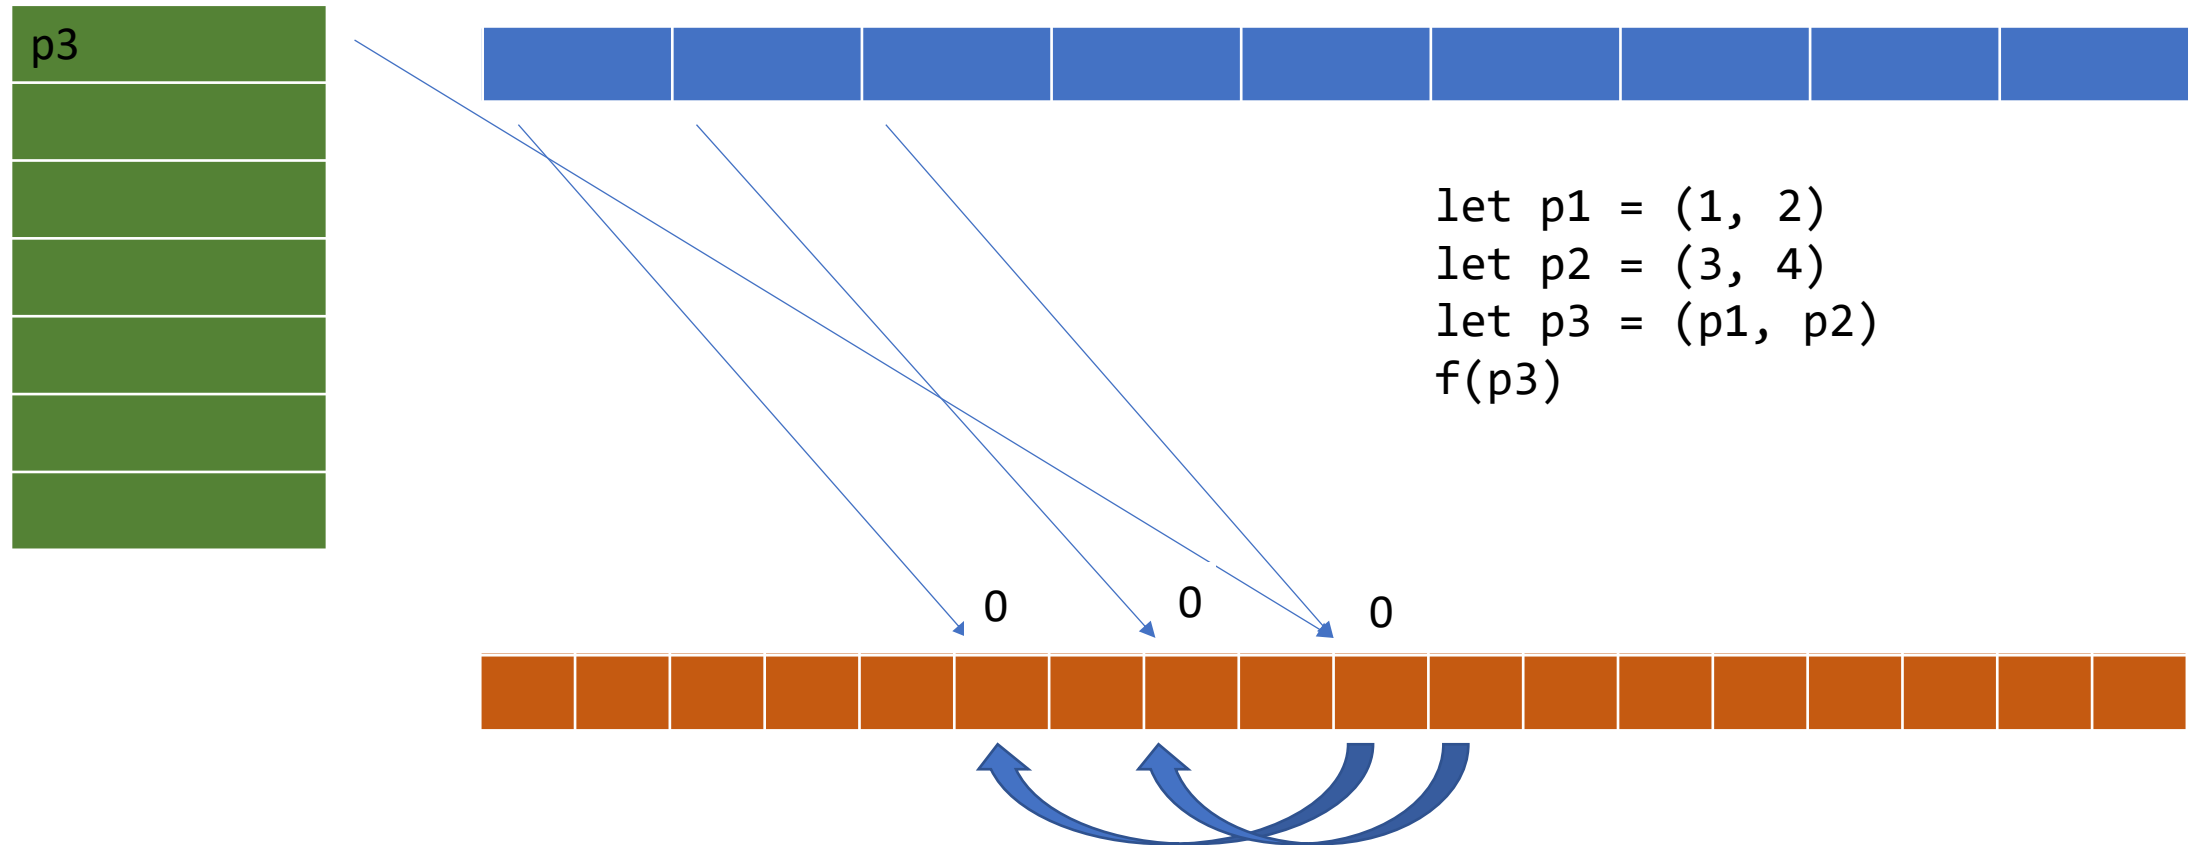 p3
let p1 = (1, 2)
let p2 = (3, 4)
let p3 = (p1, p2)
f(p3)
0
0
0